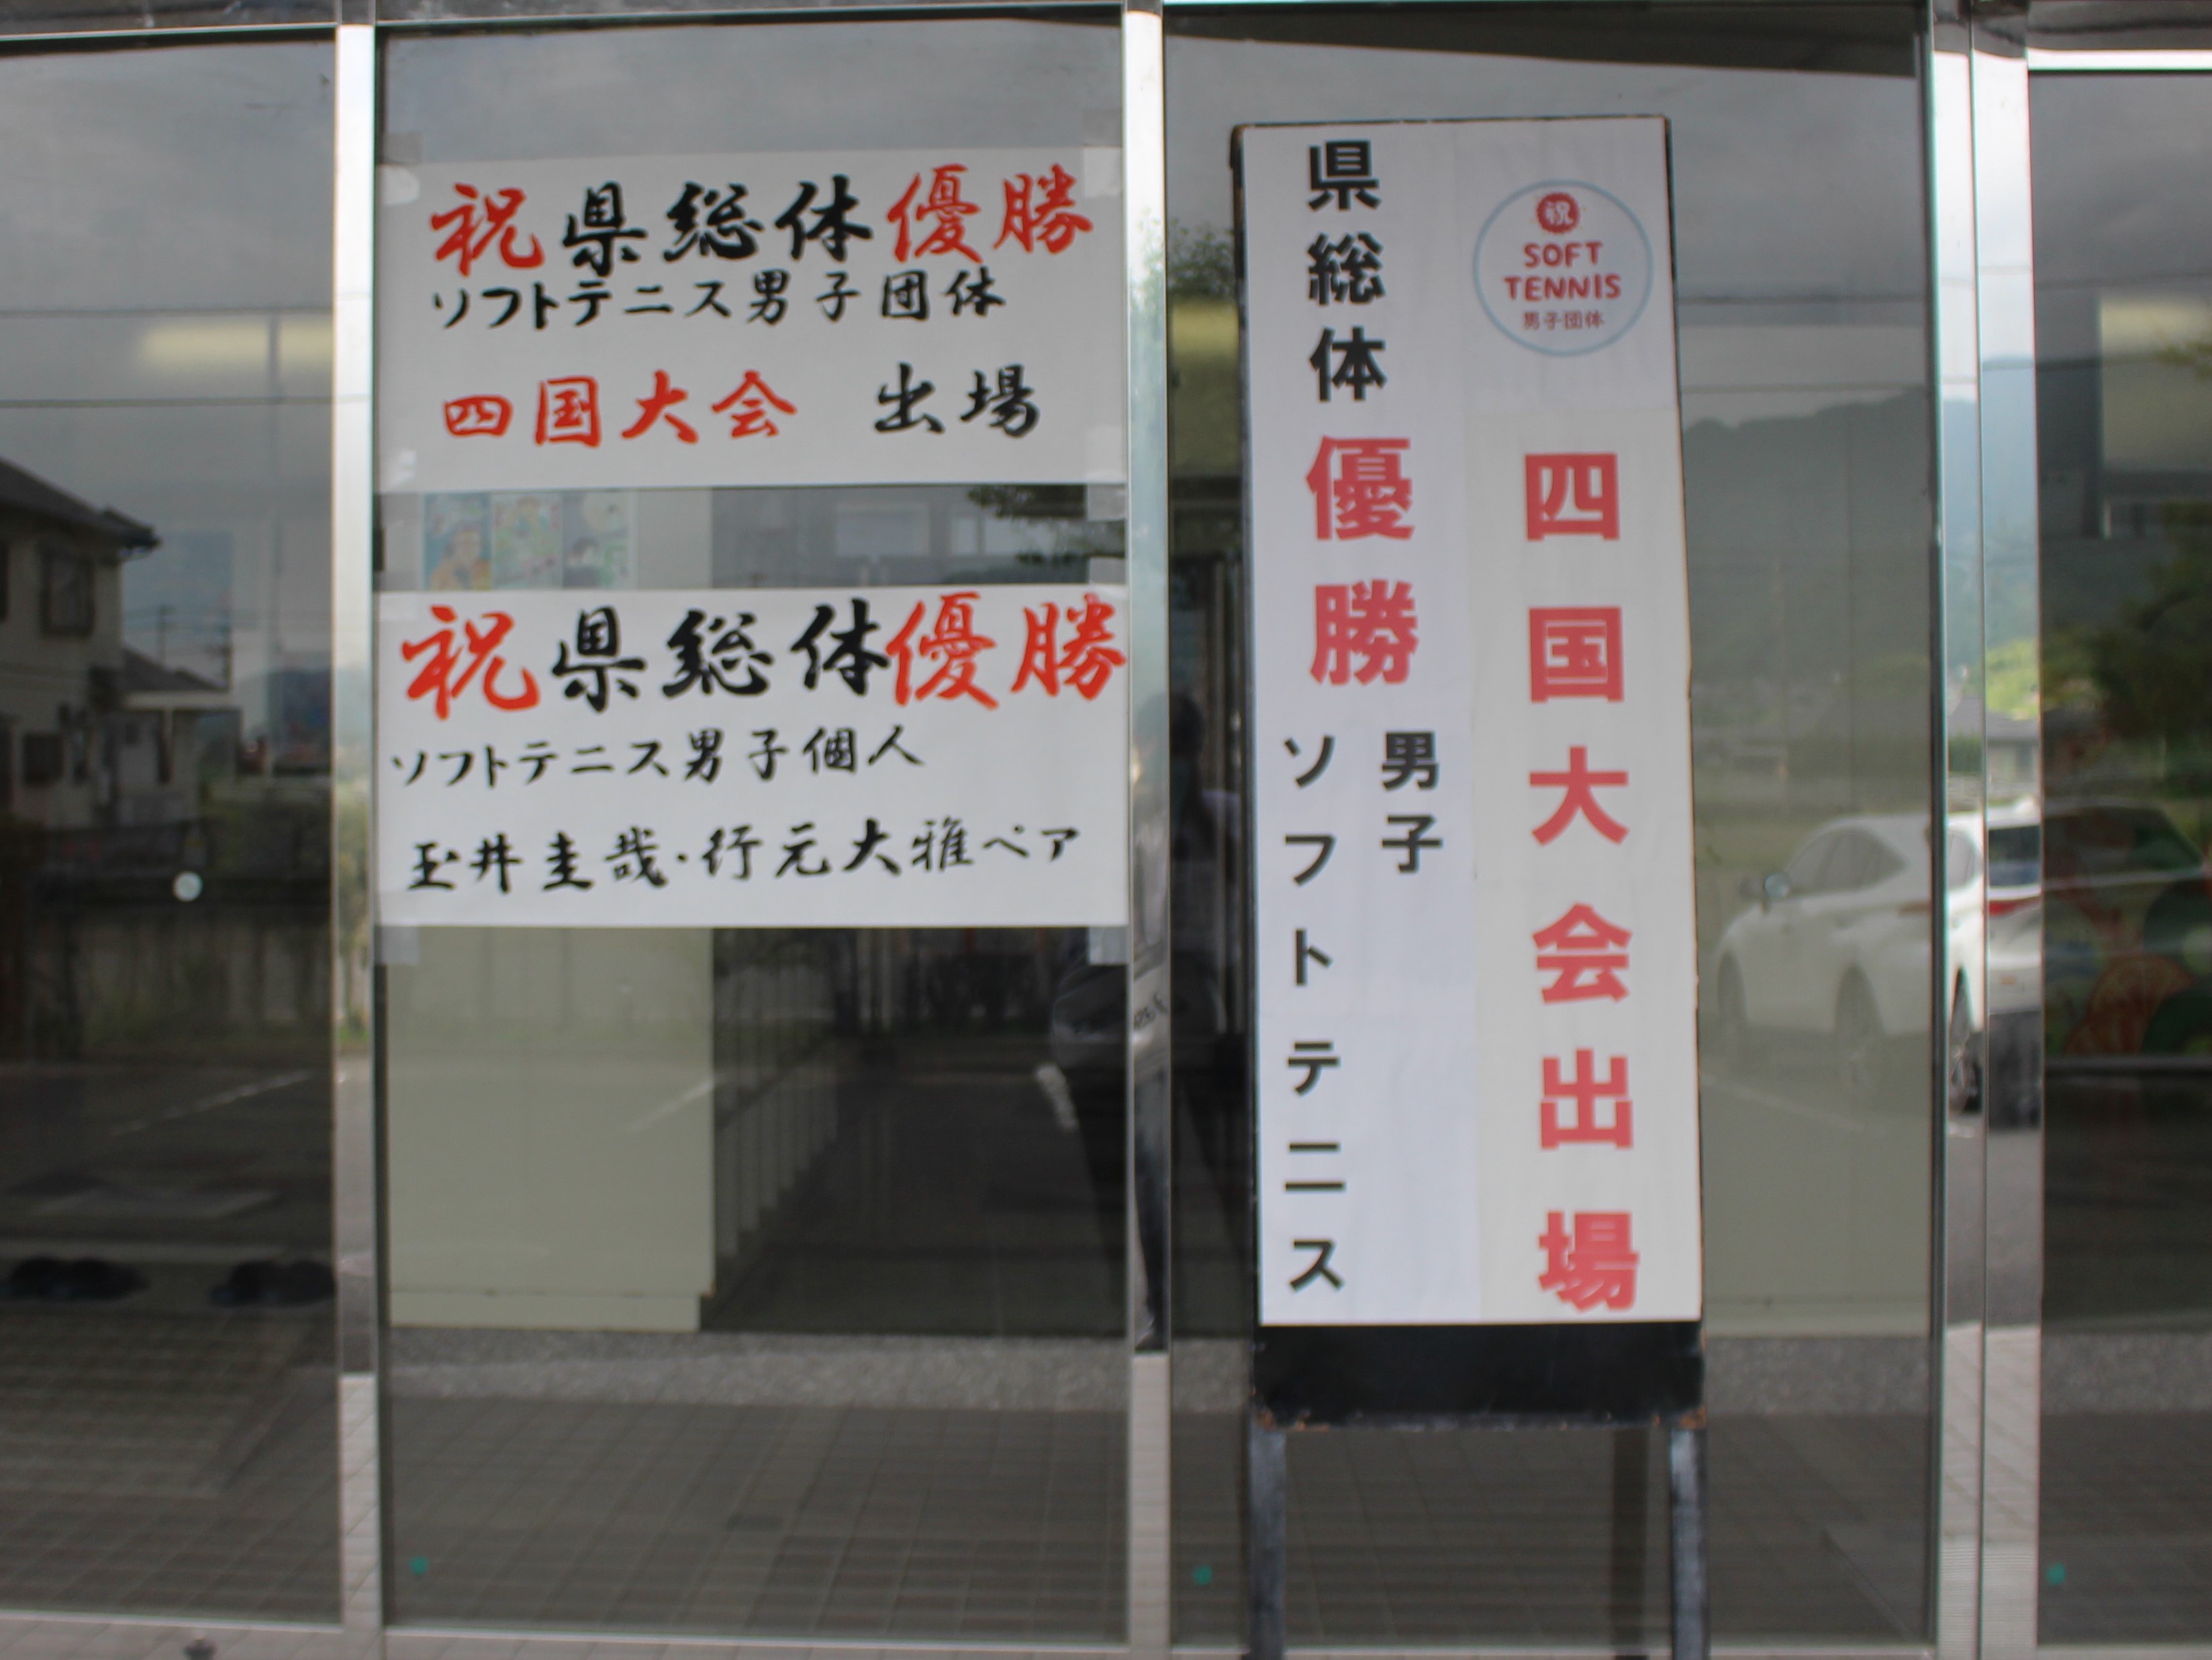 祝県総体優勝
ソフトテニス男子団体
四国大会 出場
祝県総体優勝
ソフトテニス男子個人
玉井圭哉・行元大雅ペア
祝
SOFT
TENNIS
男子団体
四国大会出場
県総体優勝
男子
ソフトテニス